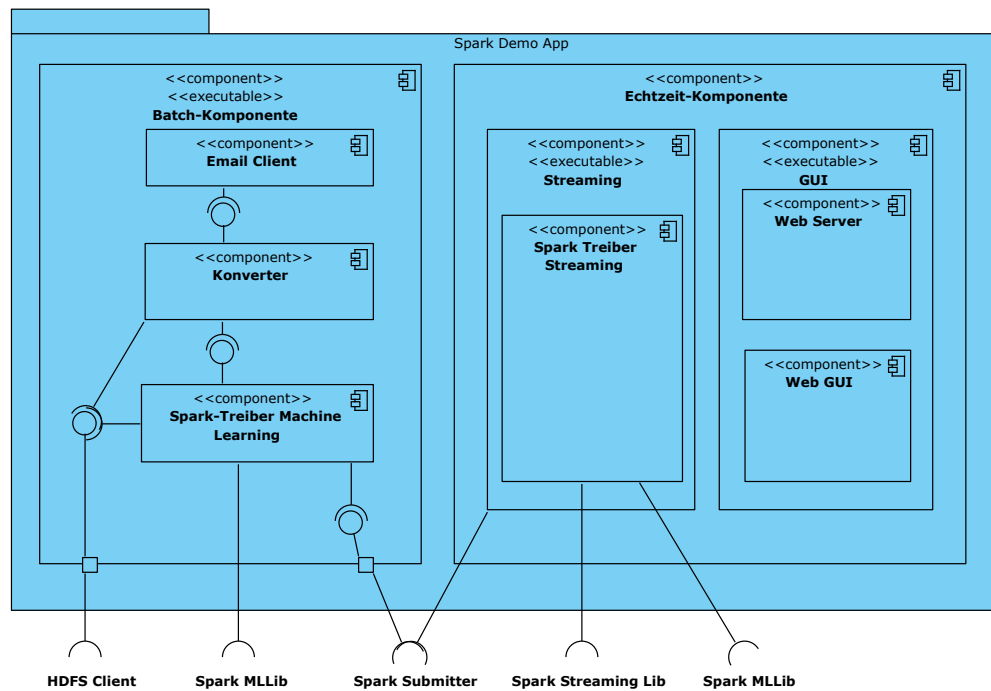 Spark Demo App
<<component>>
<<executable>>
Batch-Komponente
<<component>>
Email Client
<<component>>
Konverter
<<component>>
Spark-Treiber Machine
Learning
<<component>>
Echtzeit-Komponente
<<component>>
<<executable>>
Streaming
<<component>>
Spark Treiber
Streaming
<<component>>
<<executable>>
GUI
<<component>>
Web Server
<<component>>
Web GUI
HDFS Client
Spark MLLib
Spark Submitter
Spark Streaming Lib
Spark MLLib